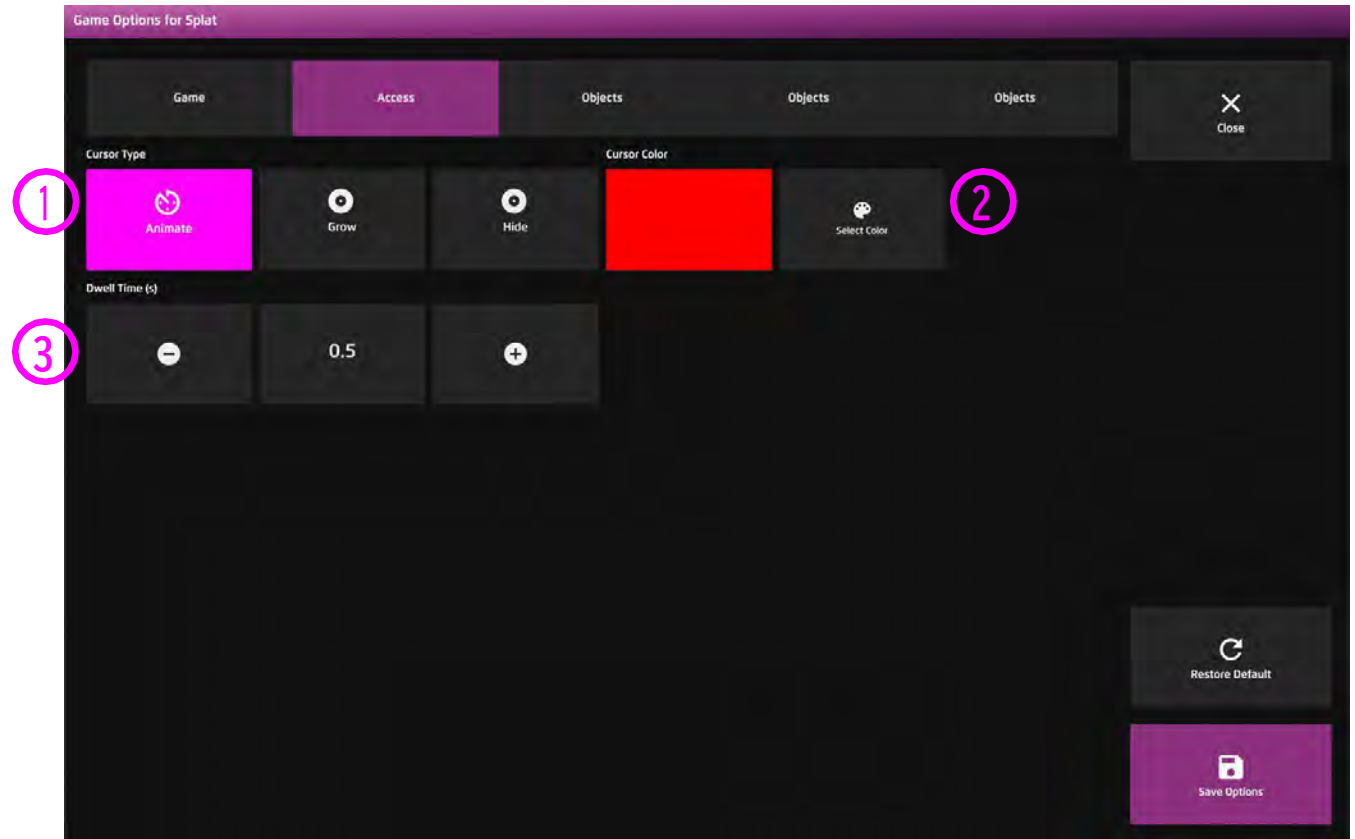 Game Options for Splat
Game Access Objects Objects Objects
Close
Cursor Type Cursor Color
1 Animate Grow Hide Select Color 2
Dwell Time (s)
3 0.5
Restore Default
Save Options